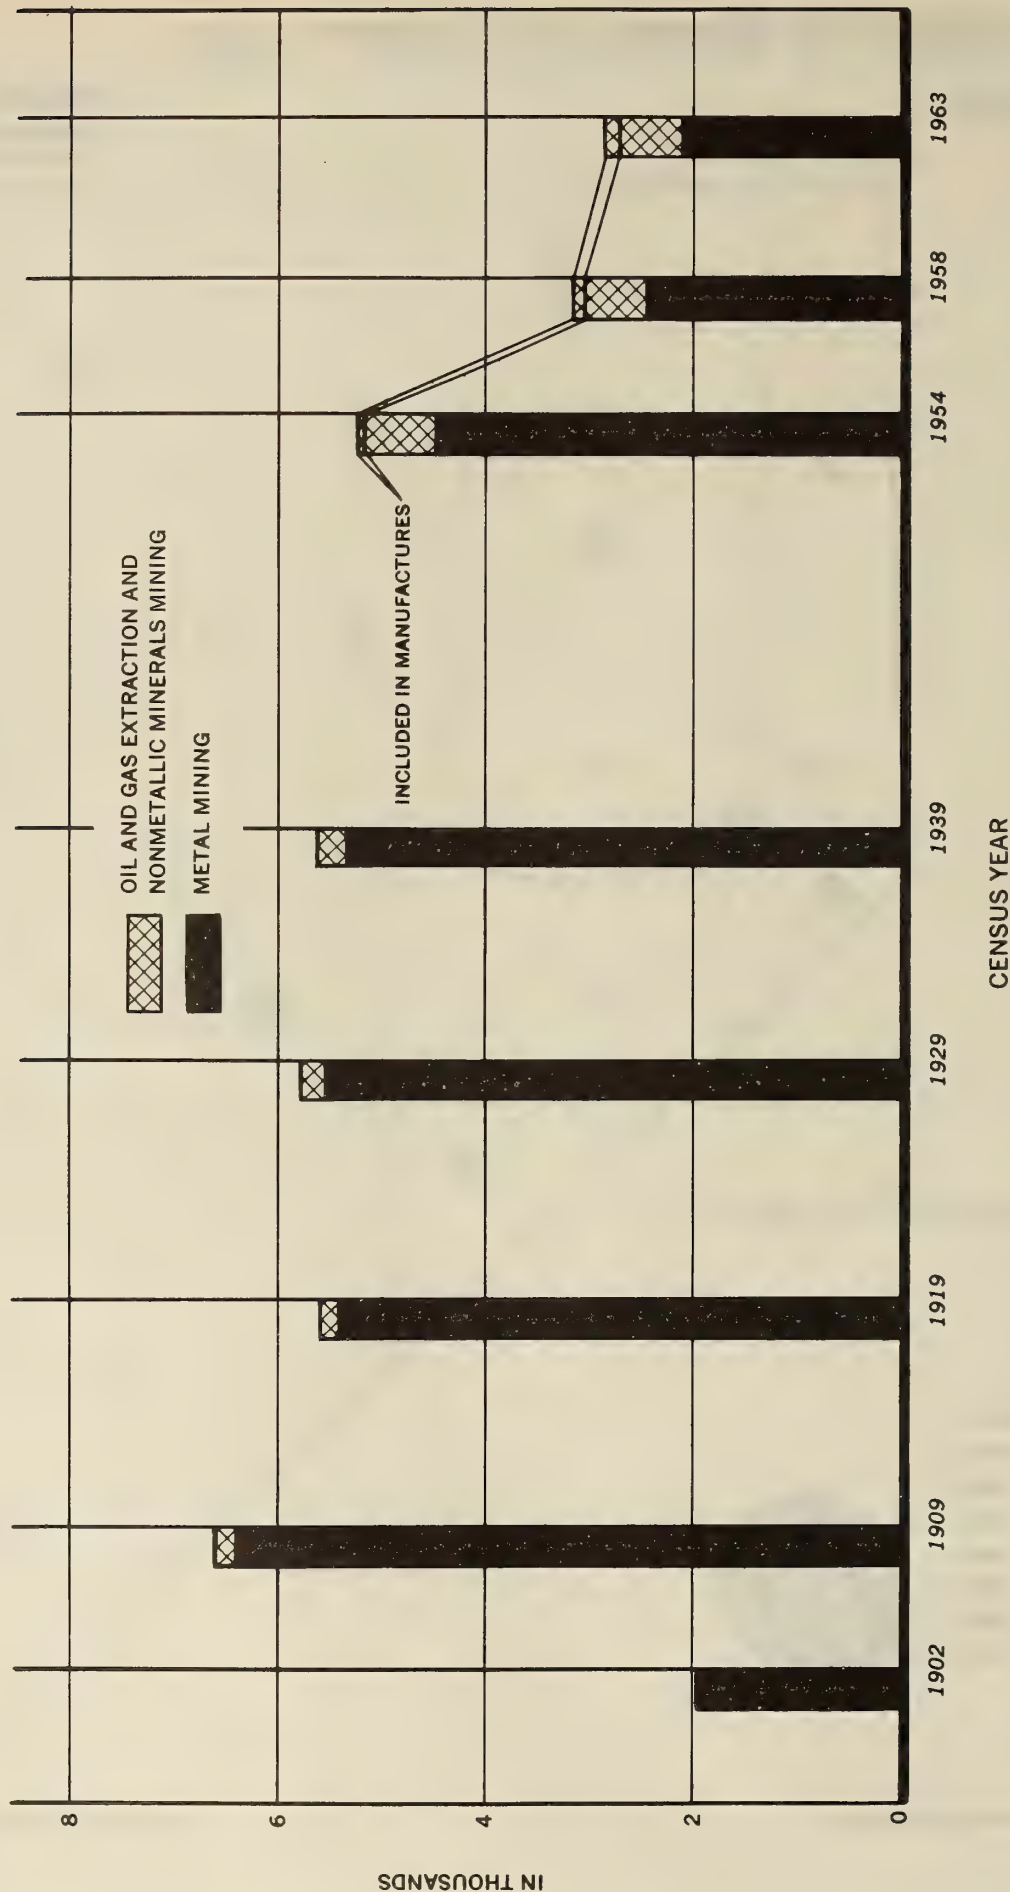 OIL AND GAS EXTRACTION AND
NONMETALLIC MINERALS MINING
METAL MINING
INCLUDED IN MANUFACTURES
IN THOUSANDS
8
6
4
2
0
1902
1909
1919
1929
1939
1954
1958
1963
CENSUS YEAR